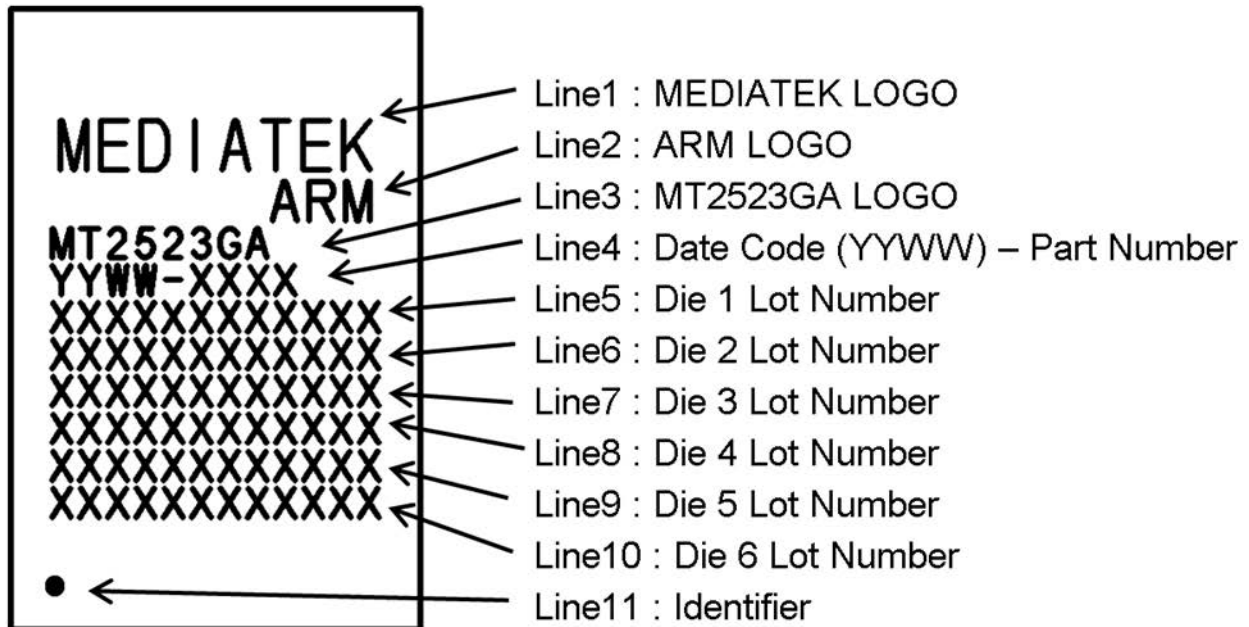 MEDIATEK
ARM
MT2523GA
YYWW-XXXX
XXXXXXXXXXXX
XXXXXXXXXXXX
XXXXXXXXXXXX
XXXXXXXXXXXX
XXXXXXXXXXXX
XXXXXXXXXXXX
Line1 : MEDIATEK LOGO
Line2 : ARM LOGO
Line3 : MT2523GA LOGO
Line4 : Date Code (YYWW) – Part Number
Line5 : Die 1 Lot Number
Line6 : Die 2 Lot Number
Line7 : Die 3 Lot Number
Line8 : Die 4 Lot Number
Line9 : Die 5 Lot Number
Line10 : Die 6 Lot Number
Line11 : Identifier